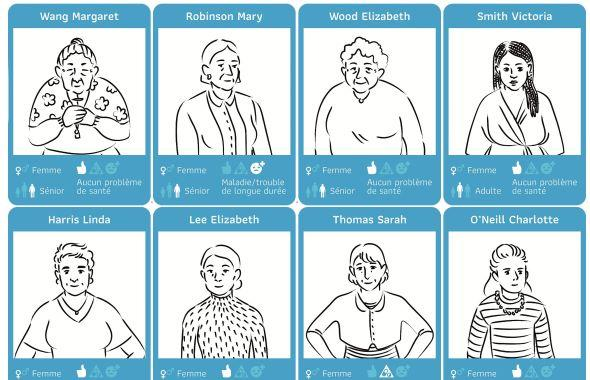 Wang Margaret
Robinson Mary
Wood Elizabeth
Smith Victoria
Femme
Aucun problème
de santé
Sénior
Femme
Maladie/trouble
de longue durée
Sénior
Femme
Aucun problème
de santé
Sénior
Femme
Aucun problème
de santé
Adulte
Harris Linda
Lee Elizabeth
Thomas Sarah
O'Neill Charlotte
Femme
Femme
Femme
Femme